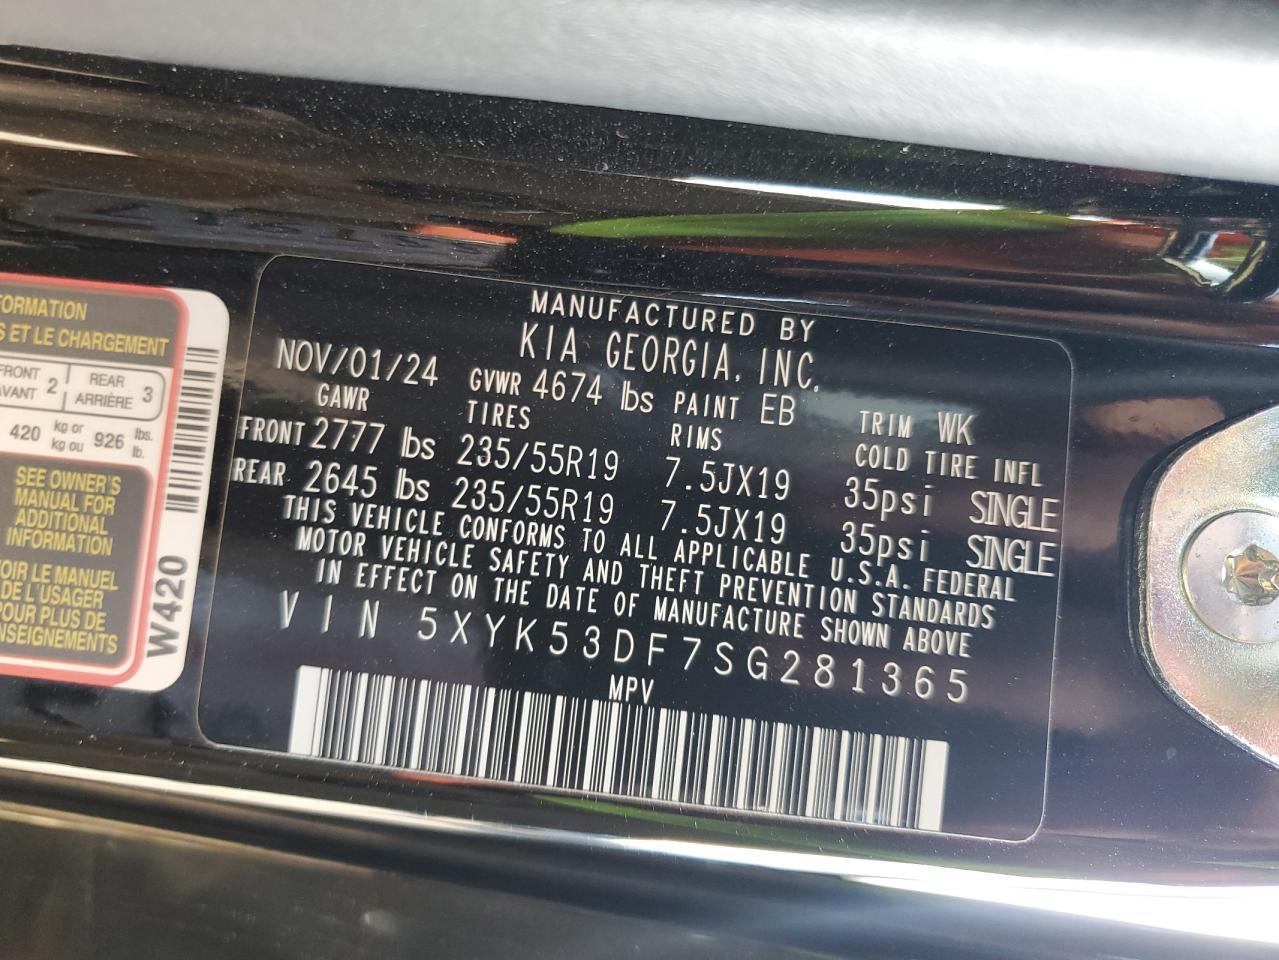 MANUFACTURED BY
KIA GEORGIA, INC.
NOV/01/24 GVWR 4674 lbs PAINT EB TRIM WK
GAWR TIRES RIMS COLD TIRE INFL
FRONT 2777 lbs 235/55R19 7.5JX19 35psi SINGLE
REAR 2645 lbs 235/55R19 7.5JX19 35psi SINGLE
THIS VEHICLE CONFORMS TO ALL APPLICABLE U.S.A. FEDERAL
MOTOR VEHICLE SAFETY AND THEFT PREVENTION STANDARDS
IN EFFECT ON THE DATE OF MANUFACTURE SHOWN ABOVE
VIN 5XYK53DF7SG281365
MPV
ET LE CHARGEMENT
FRONT 2 REAR 3
AVANT ARRIÈRE
420 kg or 926 lbs.
kg ou lb.
SEE OWNER'S
MANUAL FOR
ADDITIONAL
INFORMATION
LE MANUEL
DE L'USAGER
POUR PLUS DE
W420